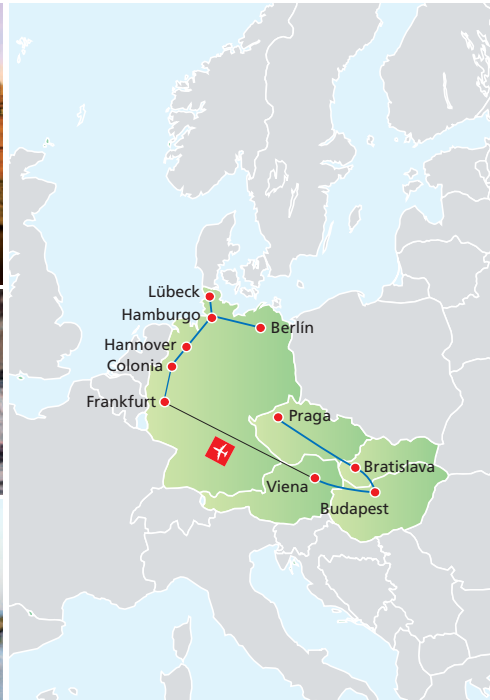 Lübeck
Hamburgo
Berlín
Hannover
Colonia
Frankfurt
Praga
Bratislava
Viena
Budapest